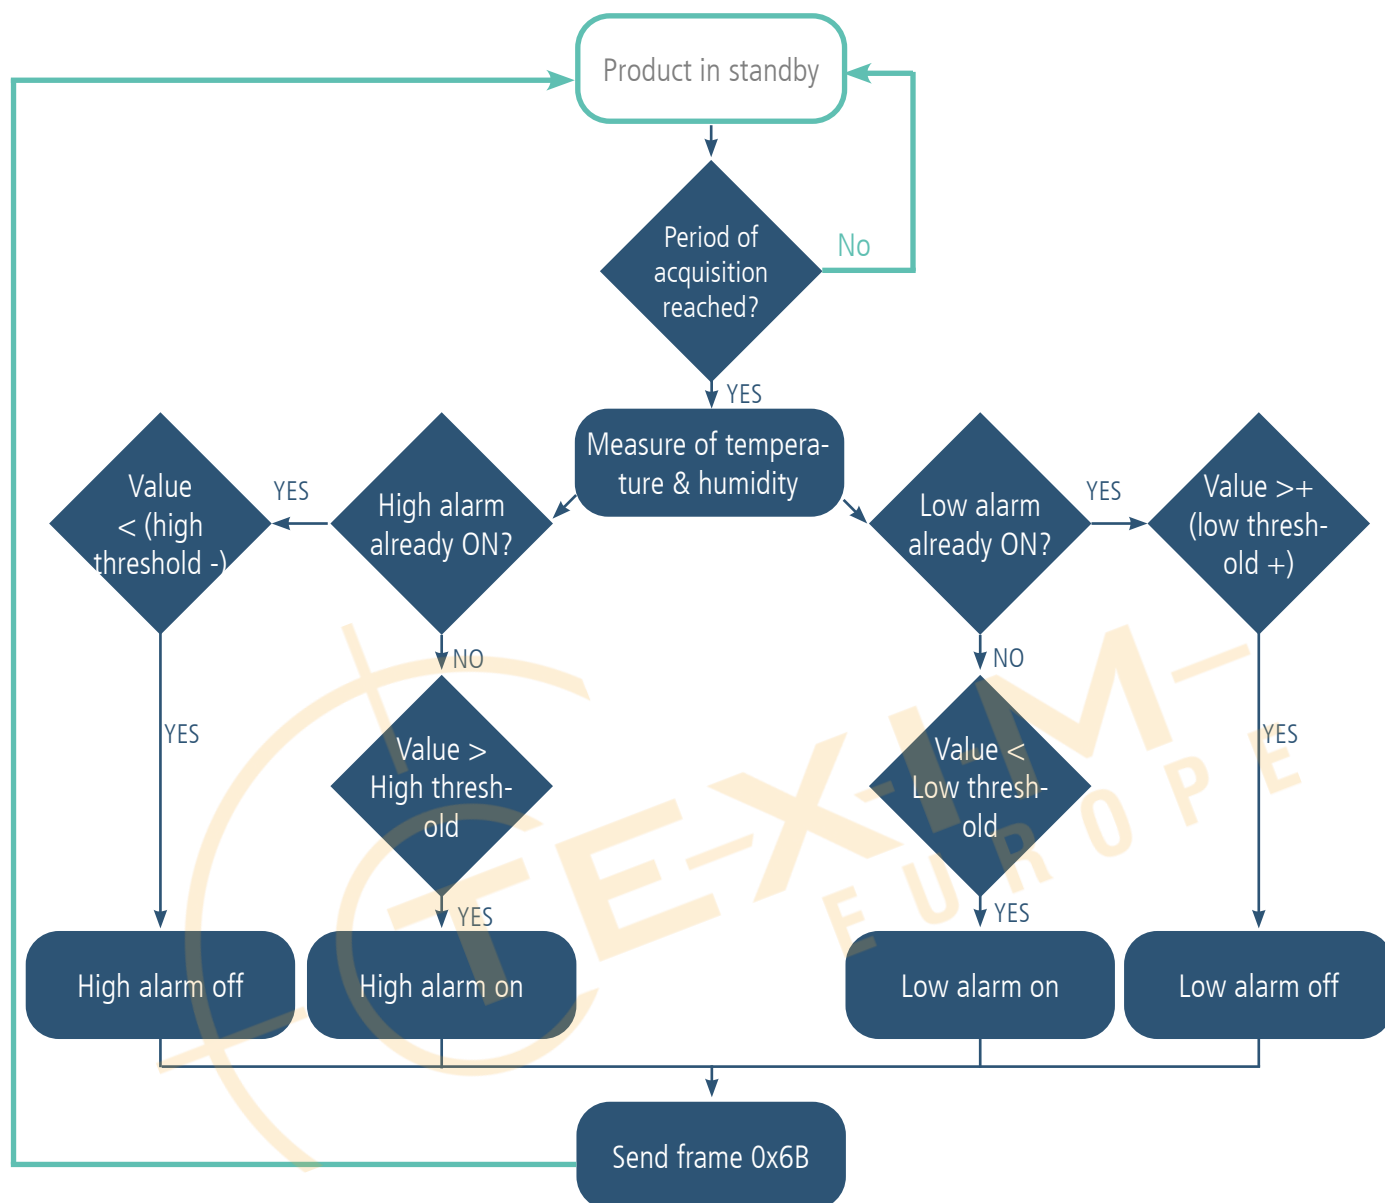 Product in standby
Period of
acquisition
reached?
No
YES
Measure of tempera-
ture & humidity
Value
< (high
threshold -)
YES
High alarm
already ON?
Low alarm
already ON?
YES
Value >+
(low thresh-
old +)
NO
NO
YES
Value >
High thresh-
old
Value <
Low thresh-
old
YES
YES
YES
High alarm off
High alarm on
Low alarm on
Low alarm off
Send frame 0x6B
TEXIM
EUROPE